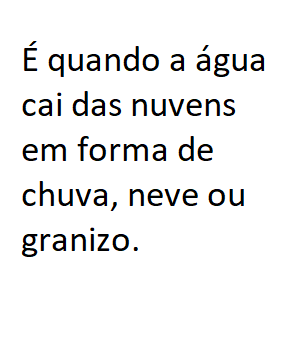 É quando a água
cai das nuvens
em forma de
chuva, neve ou
granizo.